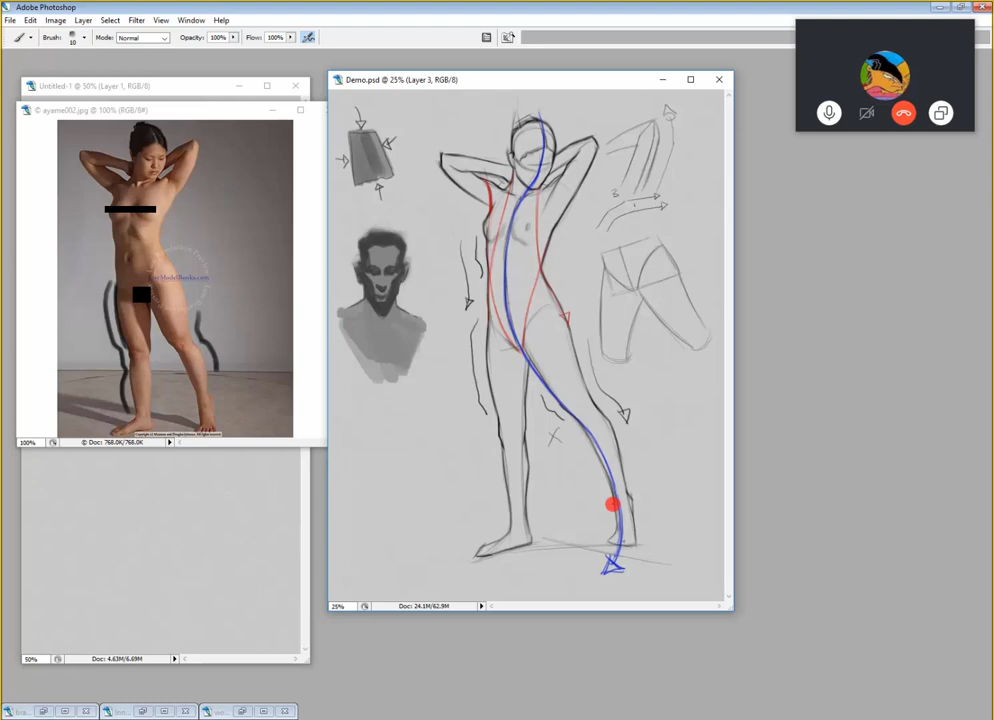 Adobe Photoshop
File Edit Image Layer Select Filter View Window Help
Brush: 10 Mode: Normal Opacity: 100% Flow: 100%
Untitled-1 @ 50% (Layer 1, RGB/8)
© ayame002.jpg @ 100% (RGB/8#)
Demo.psd @ 25% (Layer 3, RGB/8)
100% © Doc: 768.0K/768.0K
25% Doc: 24.1M/62.9M
50% Doc: 4.63M/6.69M